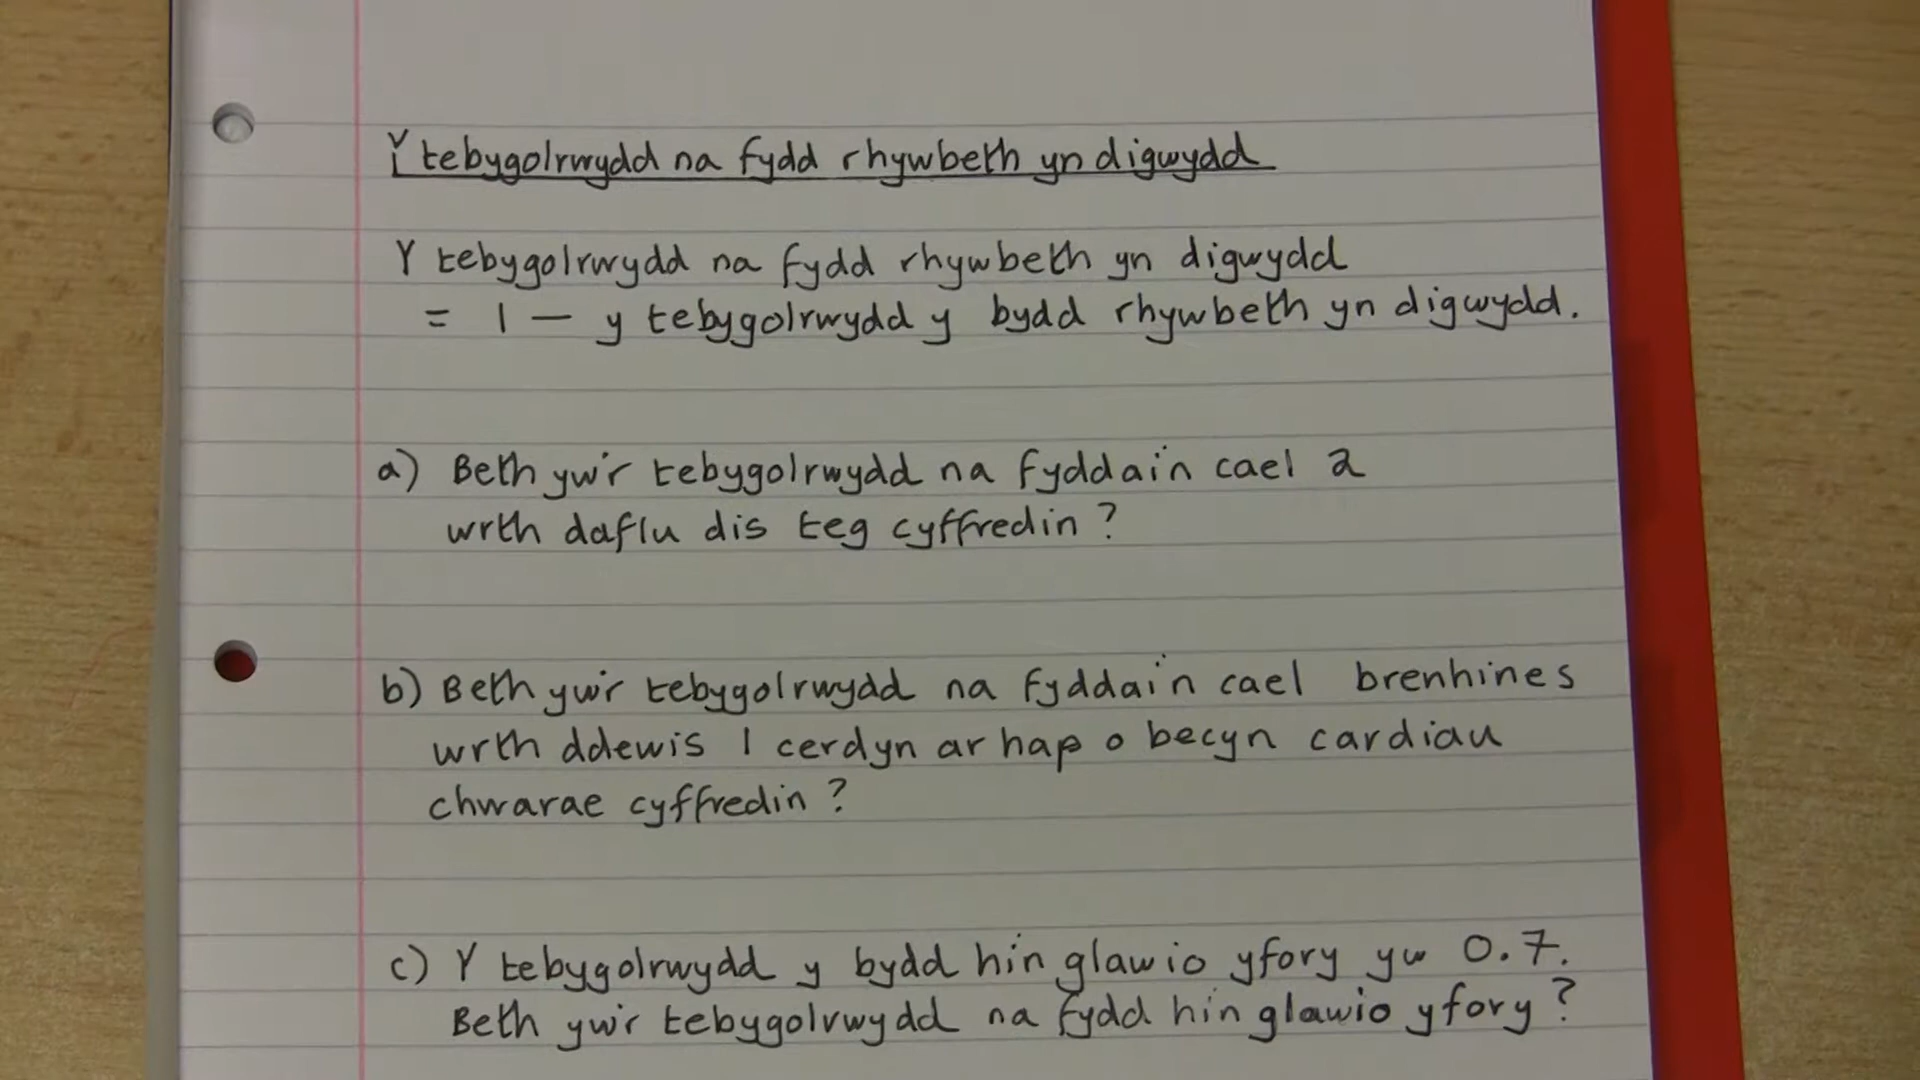 Y tebygolrwydd na fydd rhywbeth yn digwydd
Y tebygolrwydd na fydd rhywbeth yn digwydd
= 1 – y tebygolrwydd y bydd rhywbeth yn digwydd.
a) Beth yw'r tebygolrwydd na fydda'i'n cael 2
wrth daflu dis teg cyffredin?
b) Beth yw'r tebygolrwydd na fydda'i'n cael brenhines
wrth ddewis 1 cerdyn ar hap o becyn cardiau
chwarae cyffredin?
c) Y tebygolrwydd y bydd hi'n glawio yfory yw 0.7.
Beth yw'r tebygolrwydd na fydd hi'n glawio yfory?